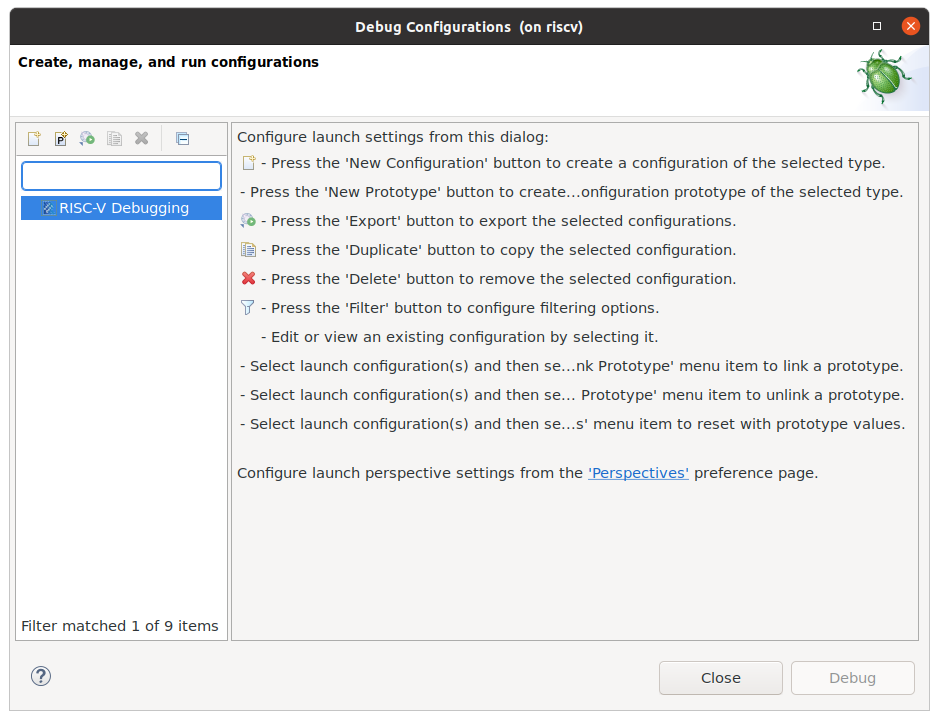 Debug Configurations (on riscv)
Create, manage, and run configurations
P
RISC-V Debugging
Filter matched 1 of 9 items
Configure launch settings from this dialog:
- Press the 'New Configuration' button to create a configuration of the selected type.
- Press the 'New Prototype' button to create...onfiguration prototype of the selected type.
- Press the 'Export' button to export the selected configurations.
- Press the 'Duplicate' button to copy the selected configuration.
- Press the 'Delete' button to remove the selected configuration.
- Press the 'Filter' button to configure filtering options.
- Edit or view an existing configuration by selecting it.
- Select launch configuration(s) and then se...nk Prototype' menu item to link a prototype.
- Select launch configuration(s) and then se... Prototype' menu item to unlink a prototype.
- Select launch configuration(s) and then se...s' menu item to reset with prototype values.
Configure launch perspective settings from the 'Perspectives' preference page.
?
Close
Debug